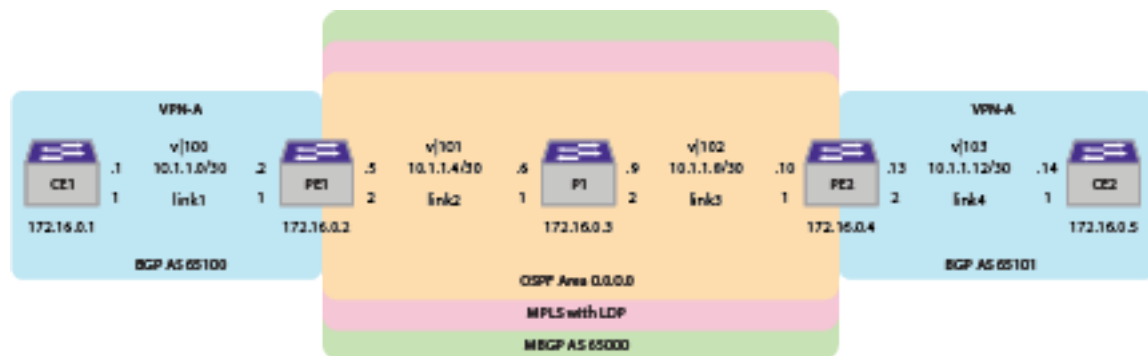 VPN-A
VPN-A
vl100
vl101
vl102
vl103
.1
10.1.1.0/30
.2
.5
10.1.1.4/30
.6
.9
10.1.1.8/30
.10
.13
10.1.1.12/30
.14
CE1
PE1
P1
PE2
CE2
1
link1
1
2
link2
1
2
link3
1
2
link4
1
172.16.0.1
172.16.0.2
172.16.0.3
172.16.0.4
172.16.0.5
BGP AS 65100
BGP AS 65101
OSPF Area 0.0.0.0
MPLS with LDP
MBGP AS 65000